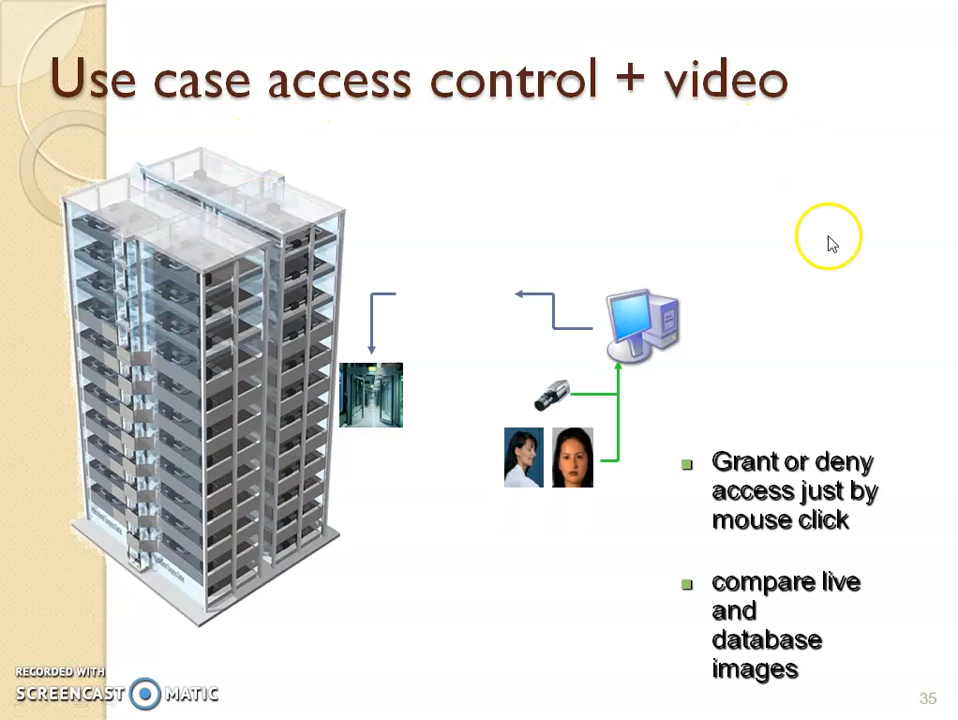 Use case access control + video
Grant or deny
access just by
mouse click
compare live
and
database
images
RECORDED WITH
SCREENCAST MATIC
35